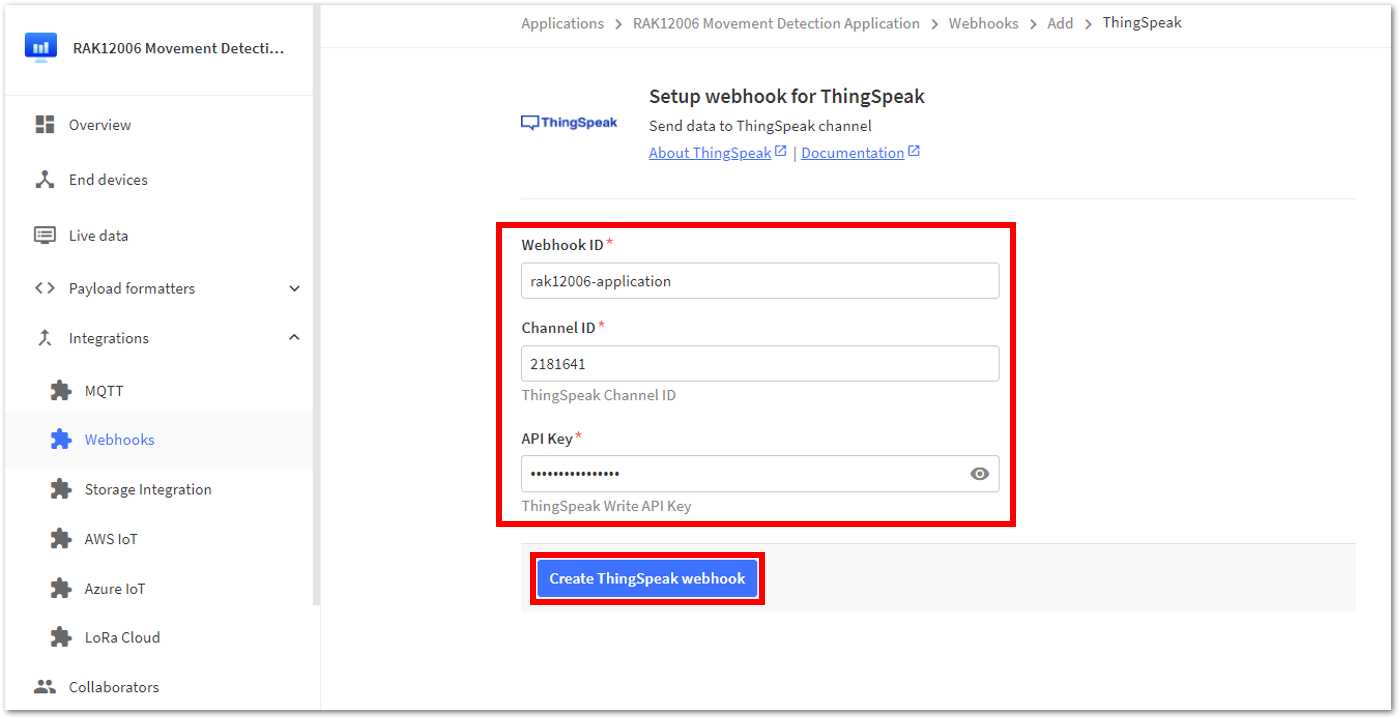 RAK12006 Movement Detecti...
Overview
End devices
Live data
Payload formatters
Integrations
MQTT
Webhooks
Storage Integration
AWS IoT
Azure IoT
LoRa Cloud
Collaborators
Applications > RAK12006 Movement Detection Application > Webhooks > Add > ThingSpeak
ThingSpeak
Setup webhook for ThingSpeak
Send data to ThingSpeak channel
About ThingSpeak | Documentation
Webhook ID*
rak12006-application
Channel ID*
2181641
ThingSpeak Channel ID
API Key*
••••••••••••••••
ThingSpeak Write API Key
Create ThingSpeak webhook